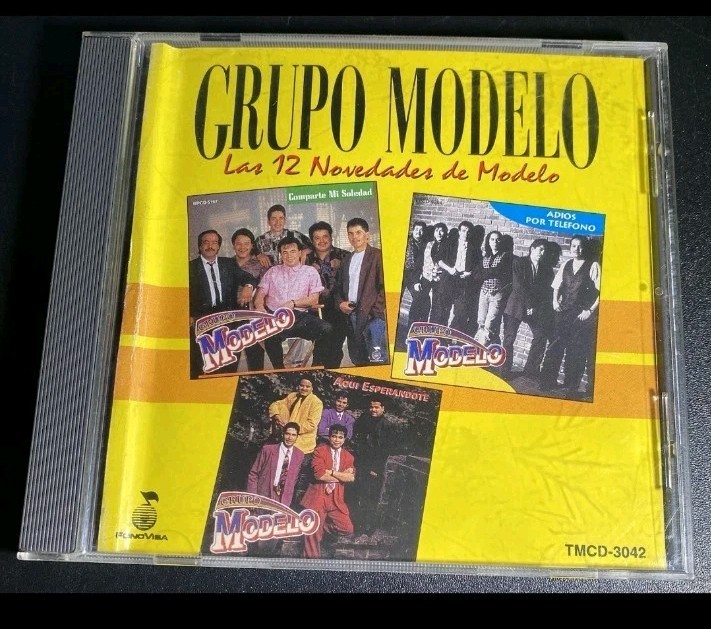 GRUPO MODELO
Las 12 Novedades de Modelo
Comparte Mi Soledad
GRUPO
MODELO
ADIOS
POR TELEFONO
GRUPO
MODELO
AQUI ESPERANDOTE
GRUPO
MODELO
FONOVISA
TMCD-3042